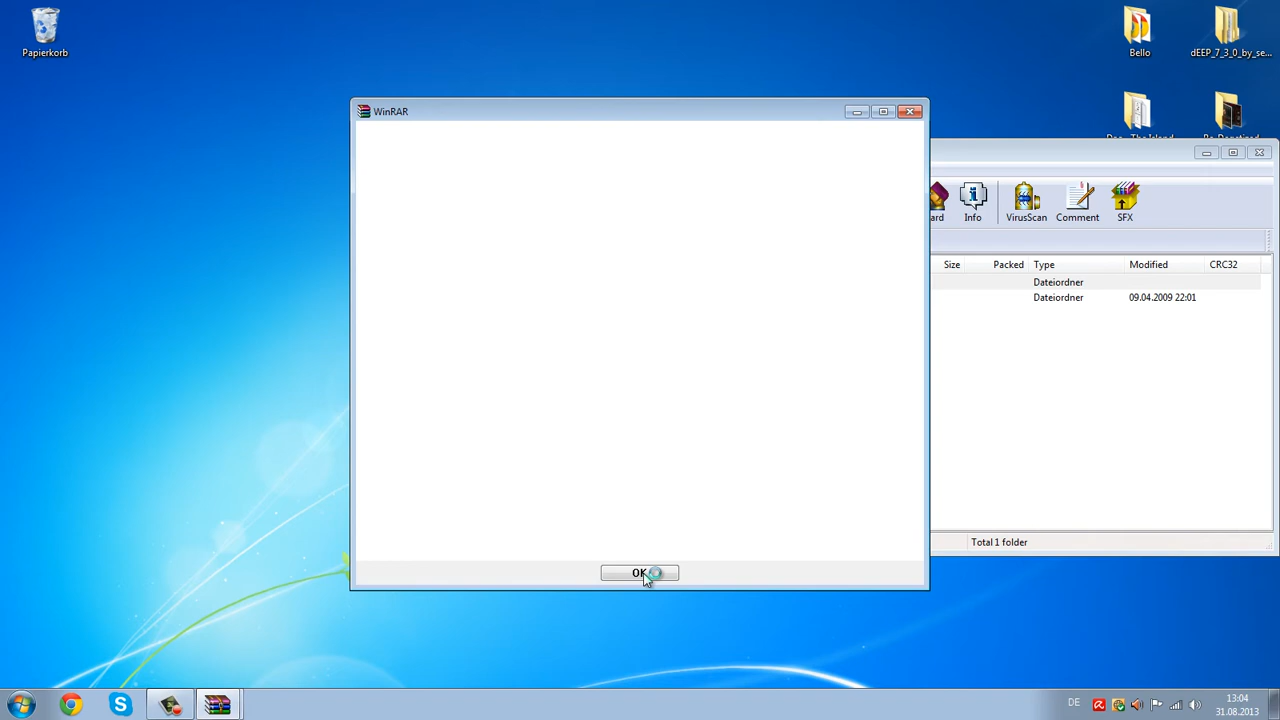 Papierkorb
Bello
dEEP_7_3_0_by_se...
WinRAR
Info
VirusScan
Comment
SFX
Size
Packed
Type
Modified
CRC32
Dateiordner
Dateiordner
09.04.2009 22:01
Total 1 folder
OK
DE
13:04
31.08.2013